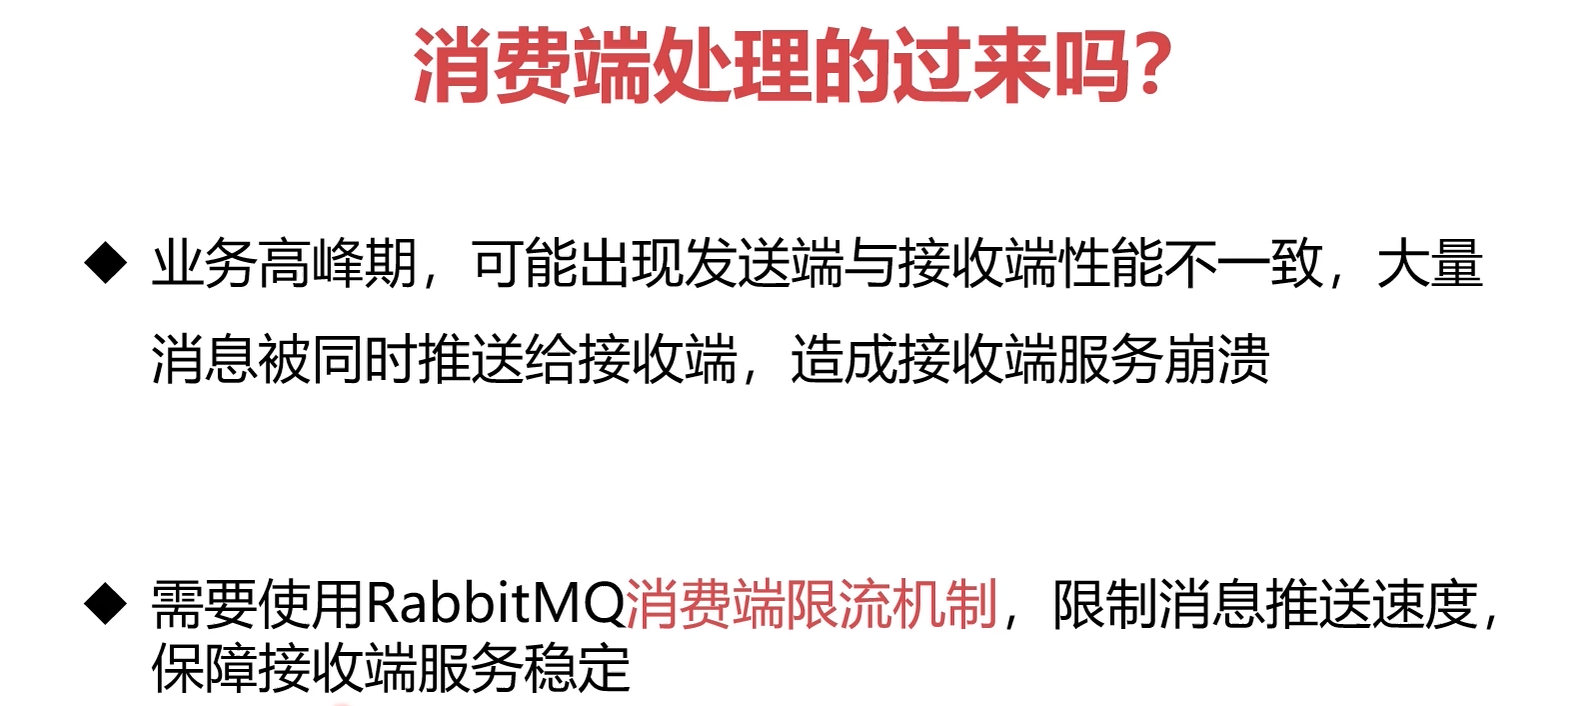 消费端处理的过来吗？
◆ 业务高峰期，可能出现发送端与接收端性能不一致，大量
消息被同时推送给接收端，造成接收端服务崩溃
◆ 需要使用RabbitMQ消费端限流机制，限制消息推送速度，
保障接收端服务稳定